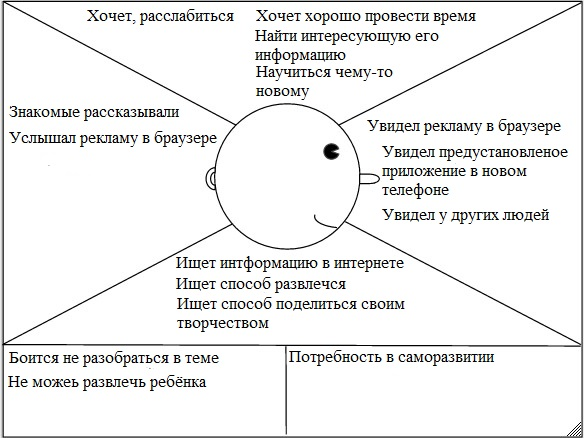 Хочет, расслабиться
Хочет хорошо провести время
Найти интересующую его
информацию
Научиться чему-то
новому
Знакомые рассказывали
Услышал рекламу в браузере
Увидел рекламу в браузере
Увидел предустановленое
приложение в новом
телефоне
Увидел у других людей
Ищет интформацию в интернете
Ищет способ развлечся
Ищет способ поделиться своим
творчеством
Боится не разобраться в теме
Не можеь развлечь ребёнка
Потребность в саморазвитии